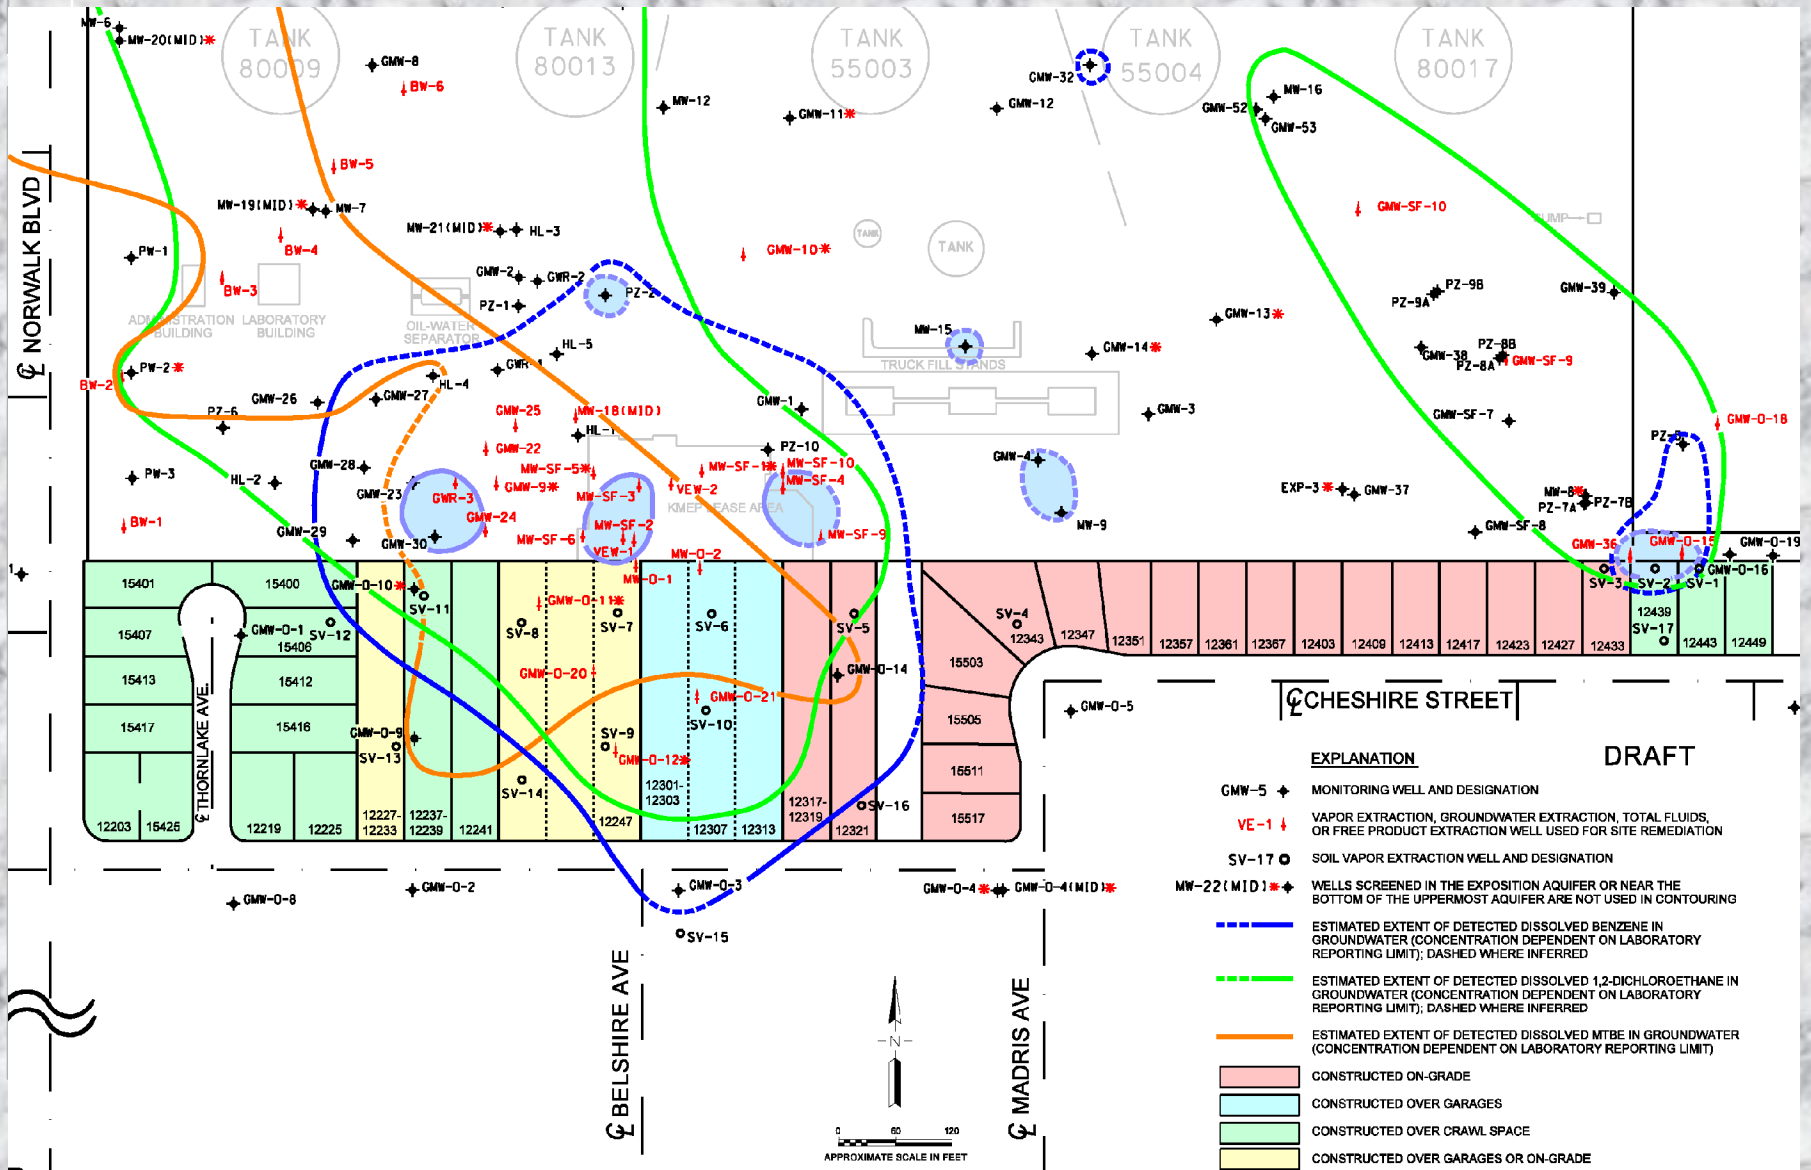 MW-6
MW-20(MID)*
TANK
80009
GMW-8
BW-6
TANK
80013
MW-12
TANK
55003
GMW-11*
GMW-32
GMW-12
TANK
55004
TANK
80017
MW-16
GMW-52
GMW-53
BW-5
MW-19(MID)*
MW-7
MW-21(MID)*
HL-3
BW-4
PW-1
BW-3
GMW-2
GWR-2
PZ-1
PZ-2
GMW-10*
TANK
TANK
GMW-SF-10
PZ-9B
PZ-9A
GMW-39
NORWALK BLVD
ADMINISTRATION
BUILDING
LABORATORY
BUILDING
OIL-WATER
SEPARATOR
MW-15
TRUCK FILL STANDS
GMW-13*
GMW-14*
GMW-38
PZ-8B
PZ-8A
GMW-SF-9
HL-5
HL-4
PW-2*
BW-2
PZ-6
GMW-26
GMW-27
GMW-25
MW-18(MID)
GMW-1
GMW-3
GMW-SF-7
GMW-O-18
GMW-22
PZ-10
GMW-4
PW-3
HL-2
GMW-28
GMW-23
GWR-3
GMW-9*
MW-SF-5*
MW-SF-3
VEW-2
MW-SF-10
MW-SF-4
KMEP LEASE AREA
EXP-3*
GMW-37
MW-8*
PZ-7A
PZ-7B
BW-1
GMW-24
MW-SF-2
MW-SF-6
VEW-1
MW-SF-9
MW-9
GMW-SF-8
GMW-29
GMW-30
MW-O-2
MW-O-1
GMW-36
GMW-O-15
GMW-O-19
GMW-O-16
SV-3
SV-2
SV-1
15401
15400
GMW-O-10*
SV-11
GMW-O-11*
SV-7
SV-6
SV-5
SV-4
15407
GMW-O-1
SV-12
15406
SV-8
12343
12347
12351
12357
12361
12367
12403
12409
12413
12417
12423
12427
12433
12439
SV-17
12443
12449
15413
15412
GMW-O-20
GMW-O-21
GMW-O-14
15503
15417
15416
GMW-O-9
SV-13
SV-9
SV-10
GMW-O-12*
15505
GMW-O-5
CHESHIRE STREET
THORNLAKE AVE.
SV-14
12301-
12303
SV-16
15511
15517
12203
15425
12219
12225
12227-
12233
12237-
12239
12241
12247
12307
12313
12317-
12319
12321
GMW-O-8
GMW-O-2
GMW-O-3
GMW-O-4*
GMW-O-4(MID)*
SV-15
BELSHIRE AVE
MADRIS AVE
N
0 60 120
APPROXIMATE SCALE IN FEET
EXPLANATION
DRAFT
GMW-5
MONITORING WELL AND DESIGNATION
VE-1
VAPOR EXTRACTION, GROUNDWATER EXTRACTION, TOTAL FLUIDS,
OR FREE PRODUCT EXTRACTION WELL USED FOR SITE REMEDIATION
SV-17
SOIL VAPOR EXTRACTION WELL AND DESIGNATION
MW-22(MID)*
WELLS SCREENED IN THE EXPOSITION AQUIFER OR NEAR THE
BOTTOM OF THE UPPERMOST AQUIFER ARE NOT USED IN CONTOURING
ESTIMATED EXTENT OF DETECTED DISSOLVED BENZENE IN
GROUNDWATER (CONCENTRATION DEPENDENT ON LABORATORY
REPORTING LIMIT); DASHED WHERE INFERRED
ESTIMATED EXTENT OF DETECTED DISSOLVED 1,2-DICHLOROETHANE IN
GROUNDWATER (CONCENTRATION DEPENDENT ON LABORATORY
REPORTING LIMIT); DASHED WHERE INFERRED
ESTIMATED EXTENT OF DETECTED DISSOLVED MTBE IN GROUNDWATER
(CONCENTRATION DEPENDENT ON LABORATORY REPORTING LIMIT)
CONSTRUCTED ON-GRADE
CONSTRUCTED OVER GARAGES
CONSTRUCTED OVER CRAWL SPACE
CONSTRUCTED OVER GARAGES OR ON-GRADE